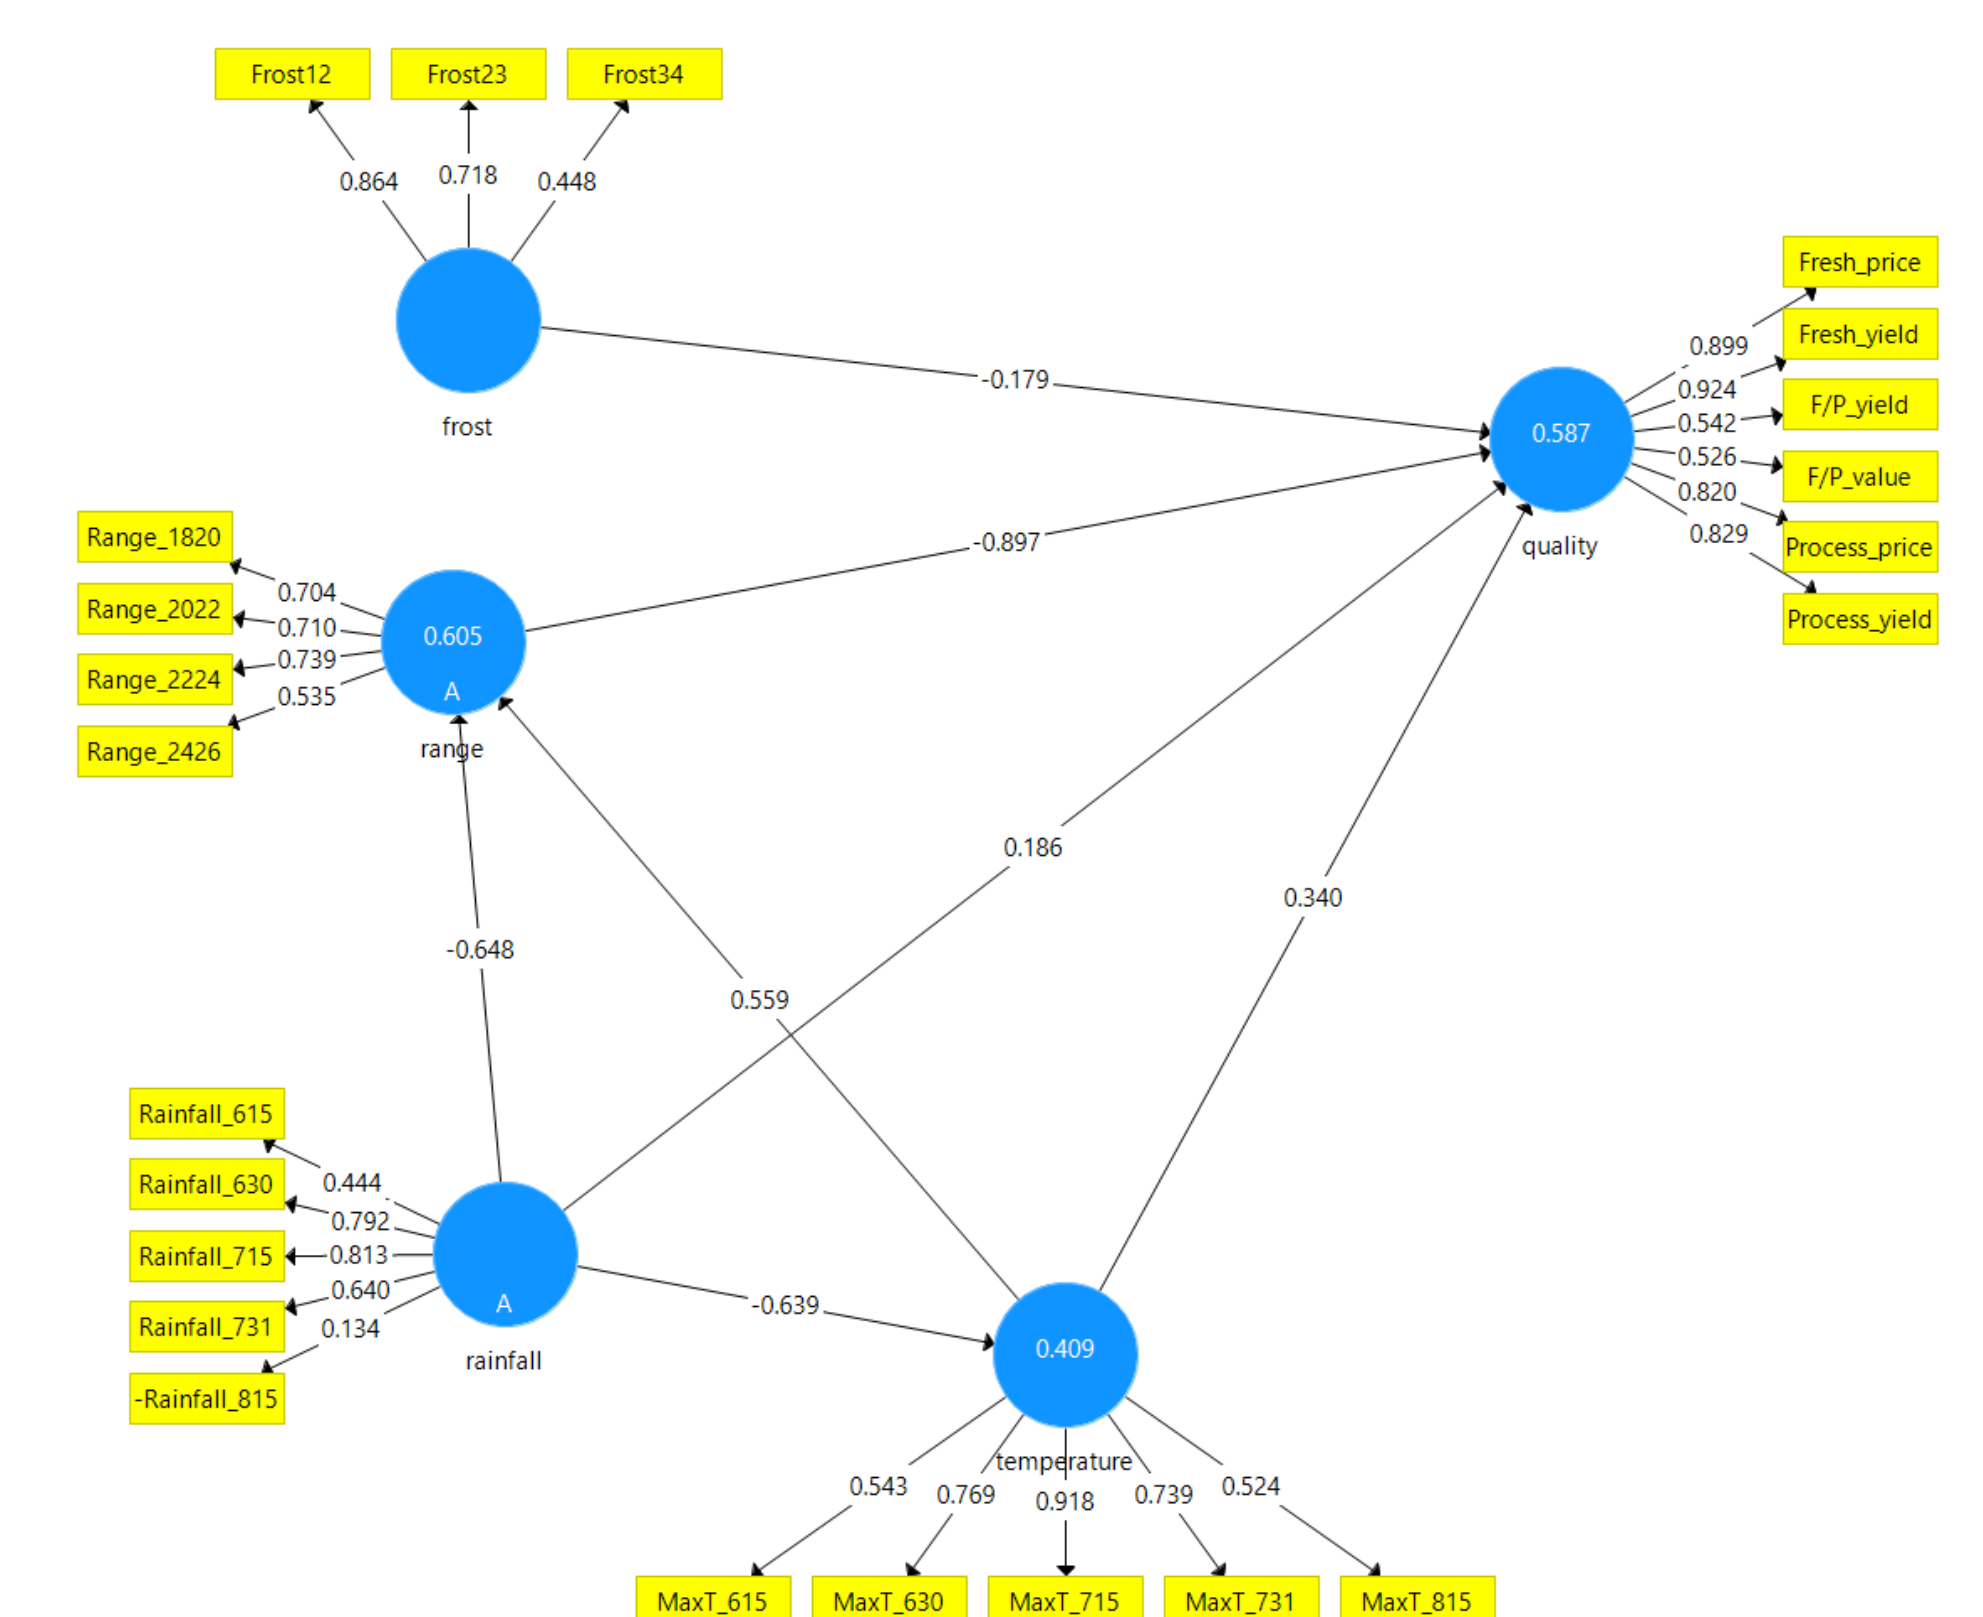 Frost12 Frost23 Frost34
0.864 0.718 0.448
frost
-0.179
Fresh_price
Fresh_yield
F/P_yield
F/P_value
Process_price
Process_yield
0.899
0.924
0.542
0.526
0.820
0.829
0.587
quality
Range_1820
Range_2022
Range_2224
Range_2426
0.704
0.710
0.739
0.535
0.605
A
range
-0.897
0.186
0.340
-0.648
0.559
Rainfall_615
Rainfall_630
Rainfall_715
Rainfall_731
-Rainfall_815
0.444
0.792
0.813
0.640
0.134
A
rainfall
-0.639
0.409
temperature
0.543 0.769 0.918 0.739 0.524
MaxT_615 MaxT_630 MaxT_715 MaxT_731 MaxT_815